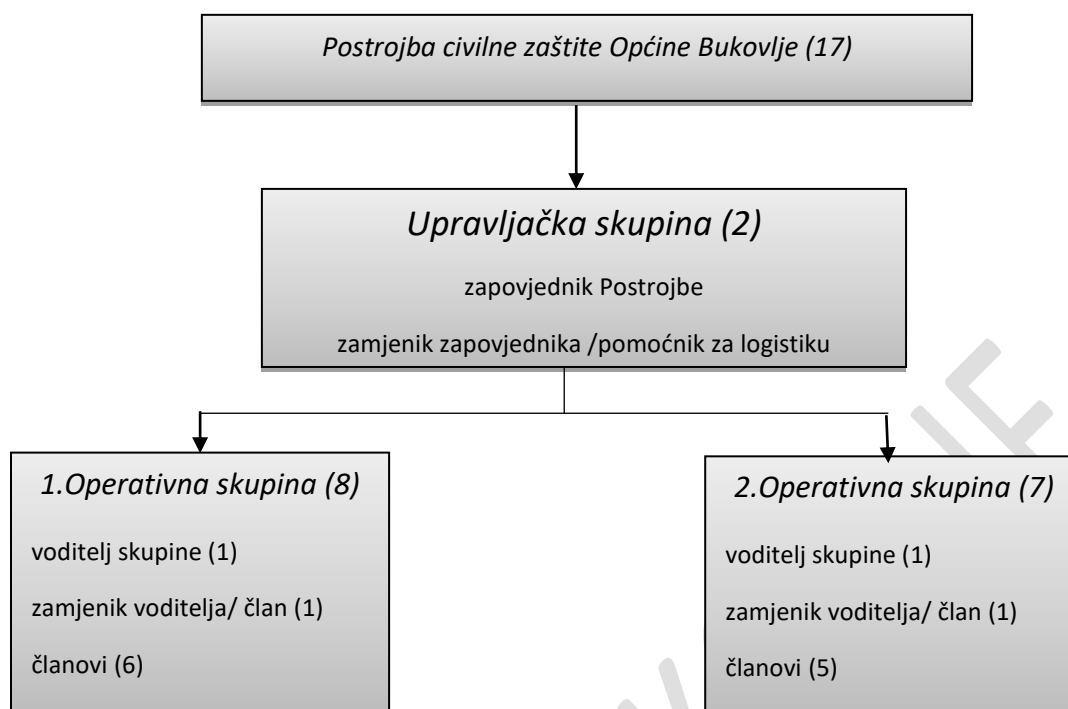 Postrojba civilne zaštite Općine Bukovlje (17)
Upravljačka skupina (2)
zapovjednik Postrojbe
zamjenik zapovjednika /pomoćnik za logistiku
1.Operativna skupina (8)
voditelj skupine (1)
zamjenik voditelja/ član (1)
članovi (6)
2.Operativna skupina (7)
voditelj skupine (1)
zamjenik voditelja/ član (1)
članovi (5)